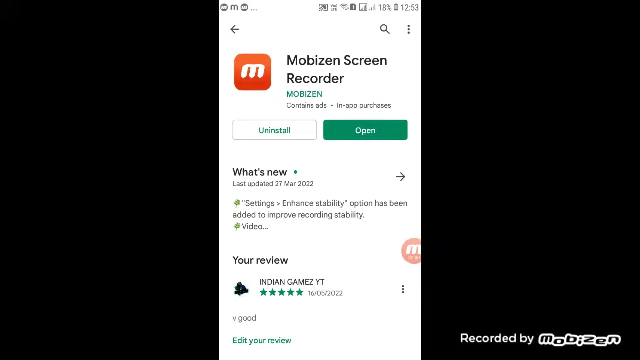 m ... 18% 12:53
Mobizen Screen
Recorder
MOBIZEN
Contains ads • In-app purchases
Uninstall
Open
What's new •
Last updated 27 Mar 2022
"Settings > Enhance stability" option has been
added to improve recording stability.
Video...
Your review
INDIAN GAMEZ YT
★★★★★ 16/05/2022
v good
Edit your review
Recorded by mobizen